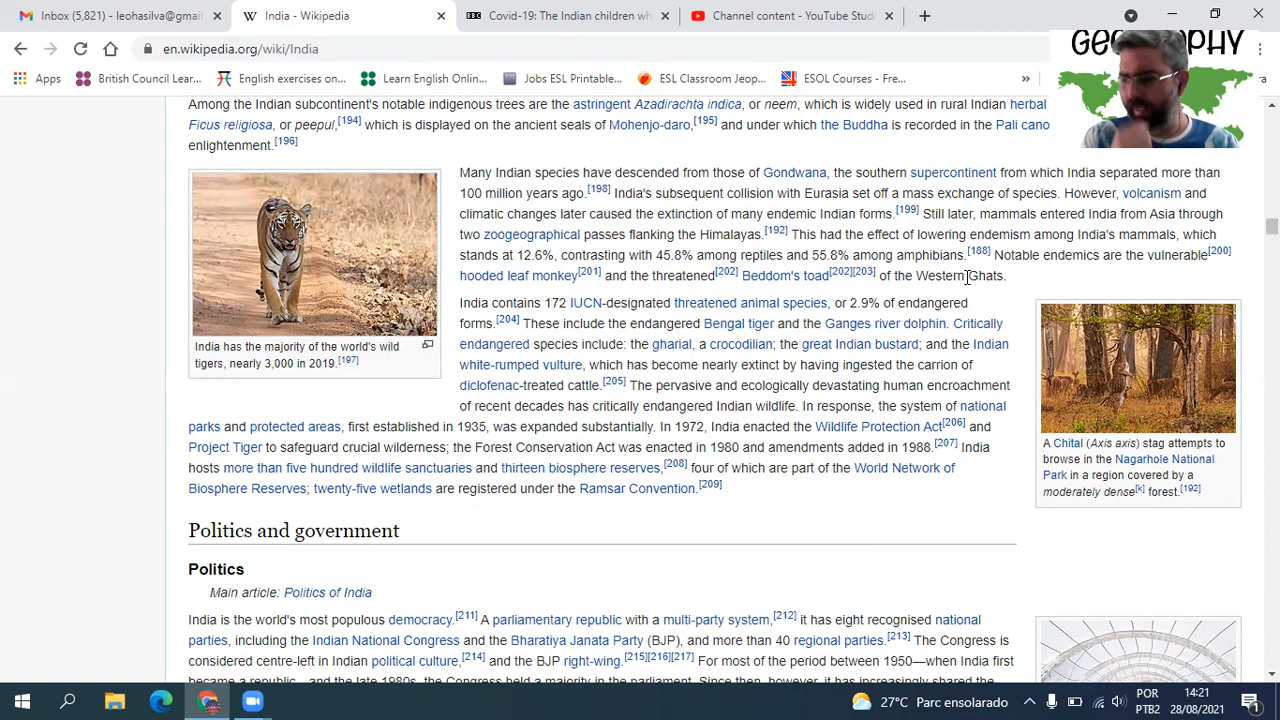 Inbox (5,821) - leohasilva@gmail
India - Wikipedia
Covid-19: The Indian children wh
Channel content - YouTube Studi
en.wikipedia.org/wiki/India
GEOGRAPHY
Apps
British Council Lear...
English exercises on...
Learn English Online...
Jobs ESL Printable...
ESL Classroom Jeop...
ESOL Courses - Fre...
Among the Indian subcontinent's notable indigenous trees are the astringent Azadirachta indica, or neem, which is widely used in rural Indian herbal
Ficus religiosa, or peepul,[194] which is displayed on the ancient seals of Mohenjo-daro,[195] and under which the Buddha is recorded in the Pali cano
enlightenment.[196]
Many Indian species have descended from those of Gondwana, the southern supercontinent from which India separated more than
100 million years ago.[198] India's subsequent collision with Eurasia set off a mass exchange of species. However, volcanism and
climatic changes later caused the extinction of many endemic Indian forms.[199] Still later, mammals entered India from Asia through
two zoogeographical passes flanking the Himalayas.[192] This had the effect of lowering endemism among India's mammals, which
stands at 12.6%, contrasting with 45.8% among reptiles and 55.8% among amphibians.[188] Notable endemics are the vulnerable[200]
hooded leaf monkey[201] and the threatened[202] Beddom's toad[202][203] of the Western Ghats.
India has the majority of the world's wild
tigers, nearly 3,000 in 2019.[197]
India contains 172 IUCN-designated threatened animal species, or 2.9% of endangered
forms.[204] These include the endangered Bengal tiger and the Ganges river dolphin. Critically
endangered species include: the gharial, a crocodilian; the great Indian bustard; and the Indian
white-rumped vulture, which has become nearly extinct by having ingested the carrion of
diclofenac-treated cattle.[205] The pervasive and ecologically devastating human encroachment
of recent decades has critically endangered Indian wildlife. In response, the system of national
parks and protected areas, first established in 1935, was expanded substantially. In 1972, India enacted the Wildlife Protection Act[206] and
Project Tiger to safeguard crucial wilderness; the Forest Conservation Act was enacted in 1980 and amendments added in 1988.[207] India
hosts more than five hundred wildlife sanctuaries and thirteen biosphere reserves,[208] four of which are part of the World Network of
Biosphere Reserves; twenty-five wetlands are registered under the Ramsar Convention.[209]
A Chital (Axis axis) stag attempts to
browse in the Nagarhole National
Park in a region covered by a
moderately dense[k] forest.[192]
Politics and government
Politics
Main article: Politics of India
India is the world's most populous democracy.[211] A parliamentary republic with a multi-party system,[212] it has eight recognised national
parties, including the Indian National Congress and the Bharatiya Janata Party (BJP), and more than 40 regional parties.[213] The Congress is
considered centre-left in Indian political culture,[214] and the BJP right-wing.[215][216][217] For most of the period between 1950—when India first
became a republic—and the late 1980s, the Congress held a majority in the parliament. Since then, however, it has increasingly shared the
27°C Parc ensolarado
POR
PTB2
14:21
28/08/2021
1